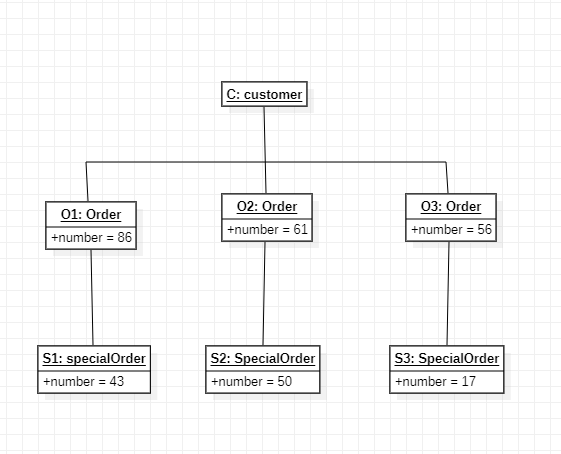 C: customer
O1: Order
+number = 86
O2: Order
+number = 61
O3: Order
+number = 56
S1: specialOrder
+number = 43
S2: SpecialOrder
+number = 50
S3: SpecialOrder
+number = 17